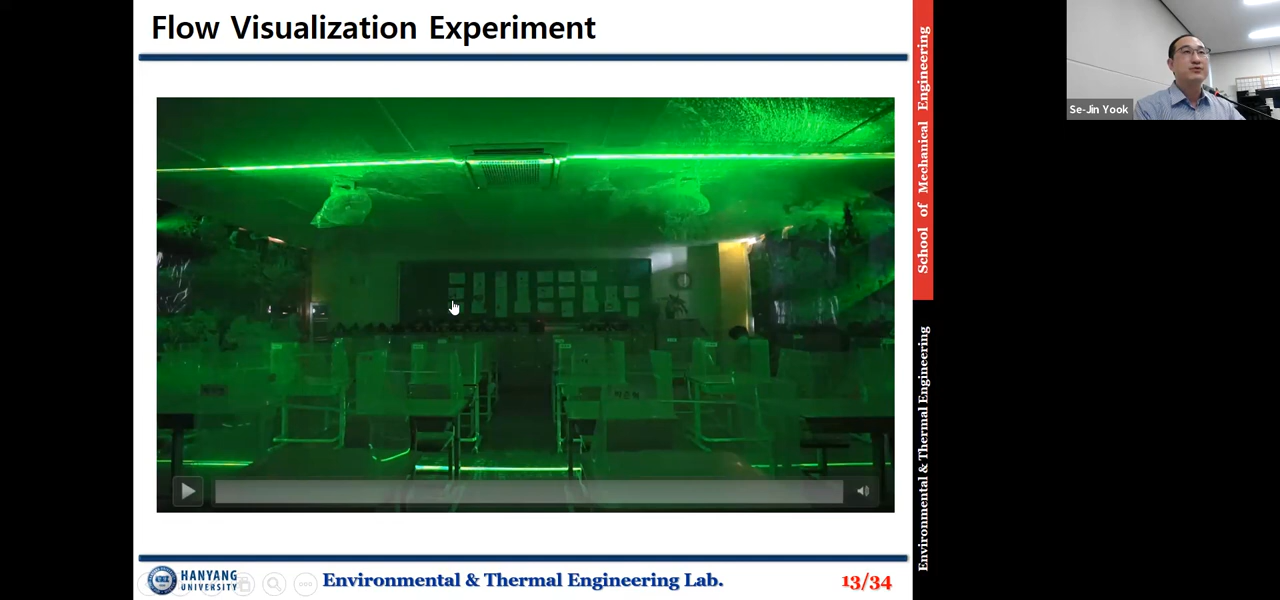 Flow Visualization Experiment
School of Mechanical Engineering
Environmental & Thermal Engineering
Se-Jin Yook
HANYANG
UNIVERSITY
Environmental & Thermal Engineering Lab.
13/34